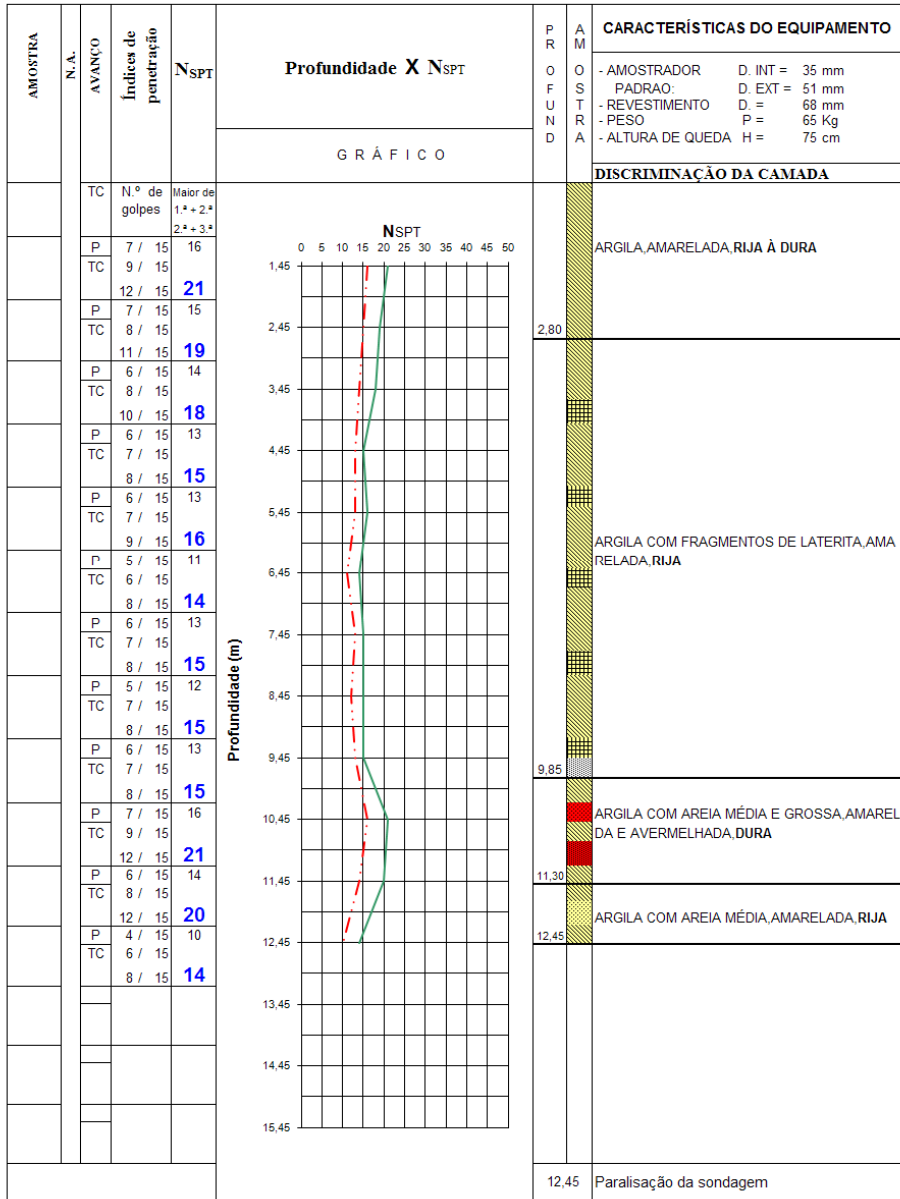 AMOSTRA
N. A.
AVANÇO
Índices de penetração
NSPT
Profundidade X NSPT
GRÁFICO
PROFUND
AMOSTRA
CARACTERÍSTICAS DO EQUIPAMENTO
- AMOSTRADOR D. INT = 35 mm
PADRAO: D. EXT = 51 mm
- REVESTIMENTO D. = 68 mm
- PESO P = 65 Kg
- ALTURA DE QUEDA H = 75 cm
DISCRIMINAÇÃO DA CAMADA
TC N.º de Maior de
golpes 1.ª + 2.ª
2.ª + 3.ª
P 7 / 15 16
TC 9 / 15
12 / 15 21
P 7 / 15 15
TC 8 / 15
11 / 15 19
P 6 / 15 14
TC 8 / 15
10 / 15 18
P 6 / 15 13
TC 7 / 15
8 / 15 15
P 6 / 15 13
TC 7 / 15
9 / 15 16
P 5 / 15 11
TC 6 / 15
8 / 15 14
P 6 / 15 13
TC 7 / 15
8 / 15 15
P 5 / 15 12
TC 7 / 15
8 / 15 15
P 6 / 15 13
TC 7 / 15
8 / 15 15
P 7 / 15 16
TC 9 / 15
12 / 15 21
P 6 / 15 14
TC 8 / 15
12 / 15 20
P 4 / 15 10
TC 6 / 15
8 / 15 14
NSPT
0 5 10 15 20 25 30 35 40 45 50
Profundidade (m)
1,45
2,45
3,45
4,45
5,45
6,45
7,45
8,45
9,45
10,45
11,45
12,45
13,45
14,45
15,45
ARGILA,AMARELADA,RIJA À DURA
2,80
ARGILA COM FRAGMENTOS DE LATERITA,AMA
RELADA,RIJA
9,85
ARGILA COM AREIA MÉDIA E GROSSA,AMAREL
DA E AVERMELHADA,DURA
11,30
ARGILA COM AREIA MÉDIA,AMARELADA,RIJA
12,45
12,45 Paralisação da sondagem